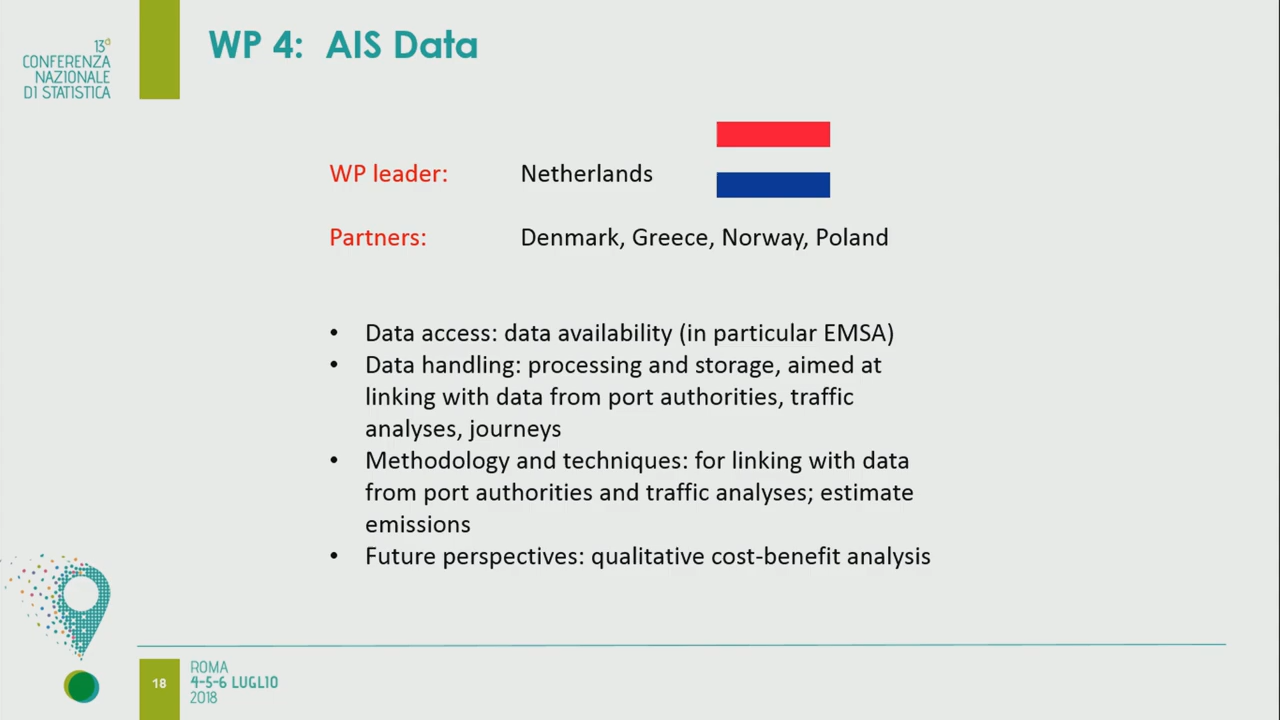 13ª
CONFERENZA
NAZIONALE
DI STATISTICA
WP 4: AIS Data
WP leader: Netherlands
Partners: Denmark, Greece, Norway, Poland
• Data access: data availability (in particular EMSA)
• Data handling: processing and storage, aimed at
linking with data from port authorities, traffic
analyses, journeys
• Methodology and techniques: for linking with data
from port authorities and traffic analyses; estimate
emissions
• Future perspectives: qualitative cost-benefit analysis
18
ROMA
4-5-6 LUGLIO
2018